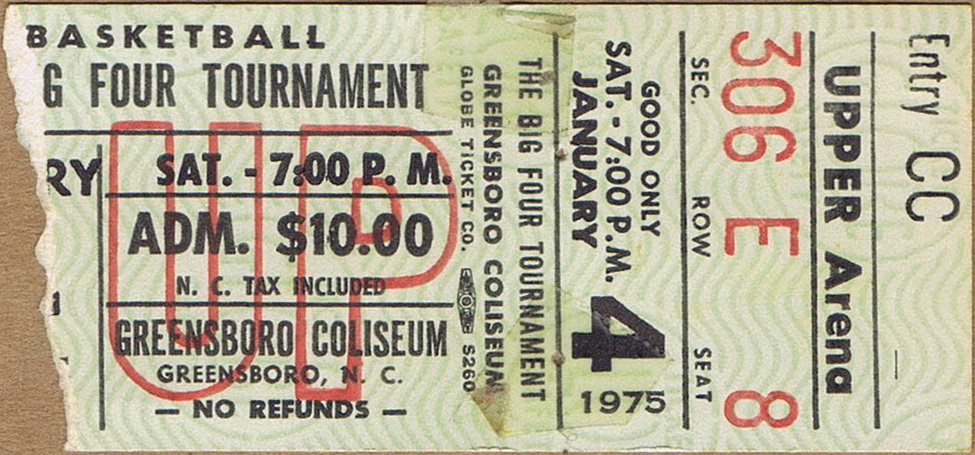 BASKETBALL
G FOUR TOURNAMENT
RY
SAT. - 7:00 P. M.
ADM. $10.00
N. C. TAX INCLUDED
GREENSBORO COLISEUM
GREENSBORO, N. C.
— NO REFUNDS —
UP
GLOBE TICKET CO. S260
GREENSBORO COLISEUM
THE BIG FOUR TOURNAMENT
JANUARY 4 1975
SAT. - 7:00 P.M.
GOOD ONLY
SEC. ROW SEAT
306 E 8
UPPER Arena
Entry CC